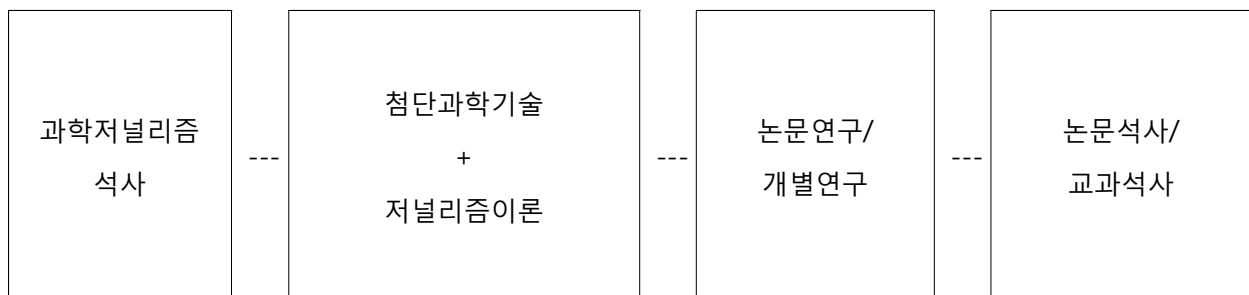 과학저널리즘
석사
---
첨단과학기술
+
저널리즘이론
---
논문연구/
개별연구
---
논문석사/
교과석사